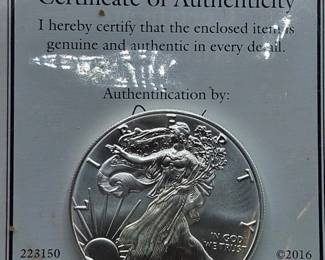 Certificate of Authenticity
I hereby certify that the enclosed item is
genuine and authentic in every detail.
Authentification by:
LIBERTY
IN GOD
WE TRUST
223150
©2016